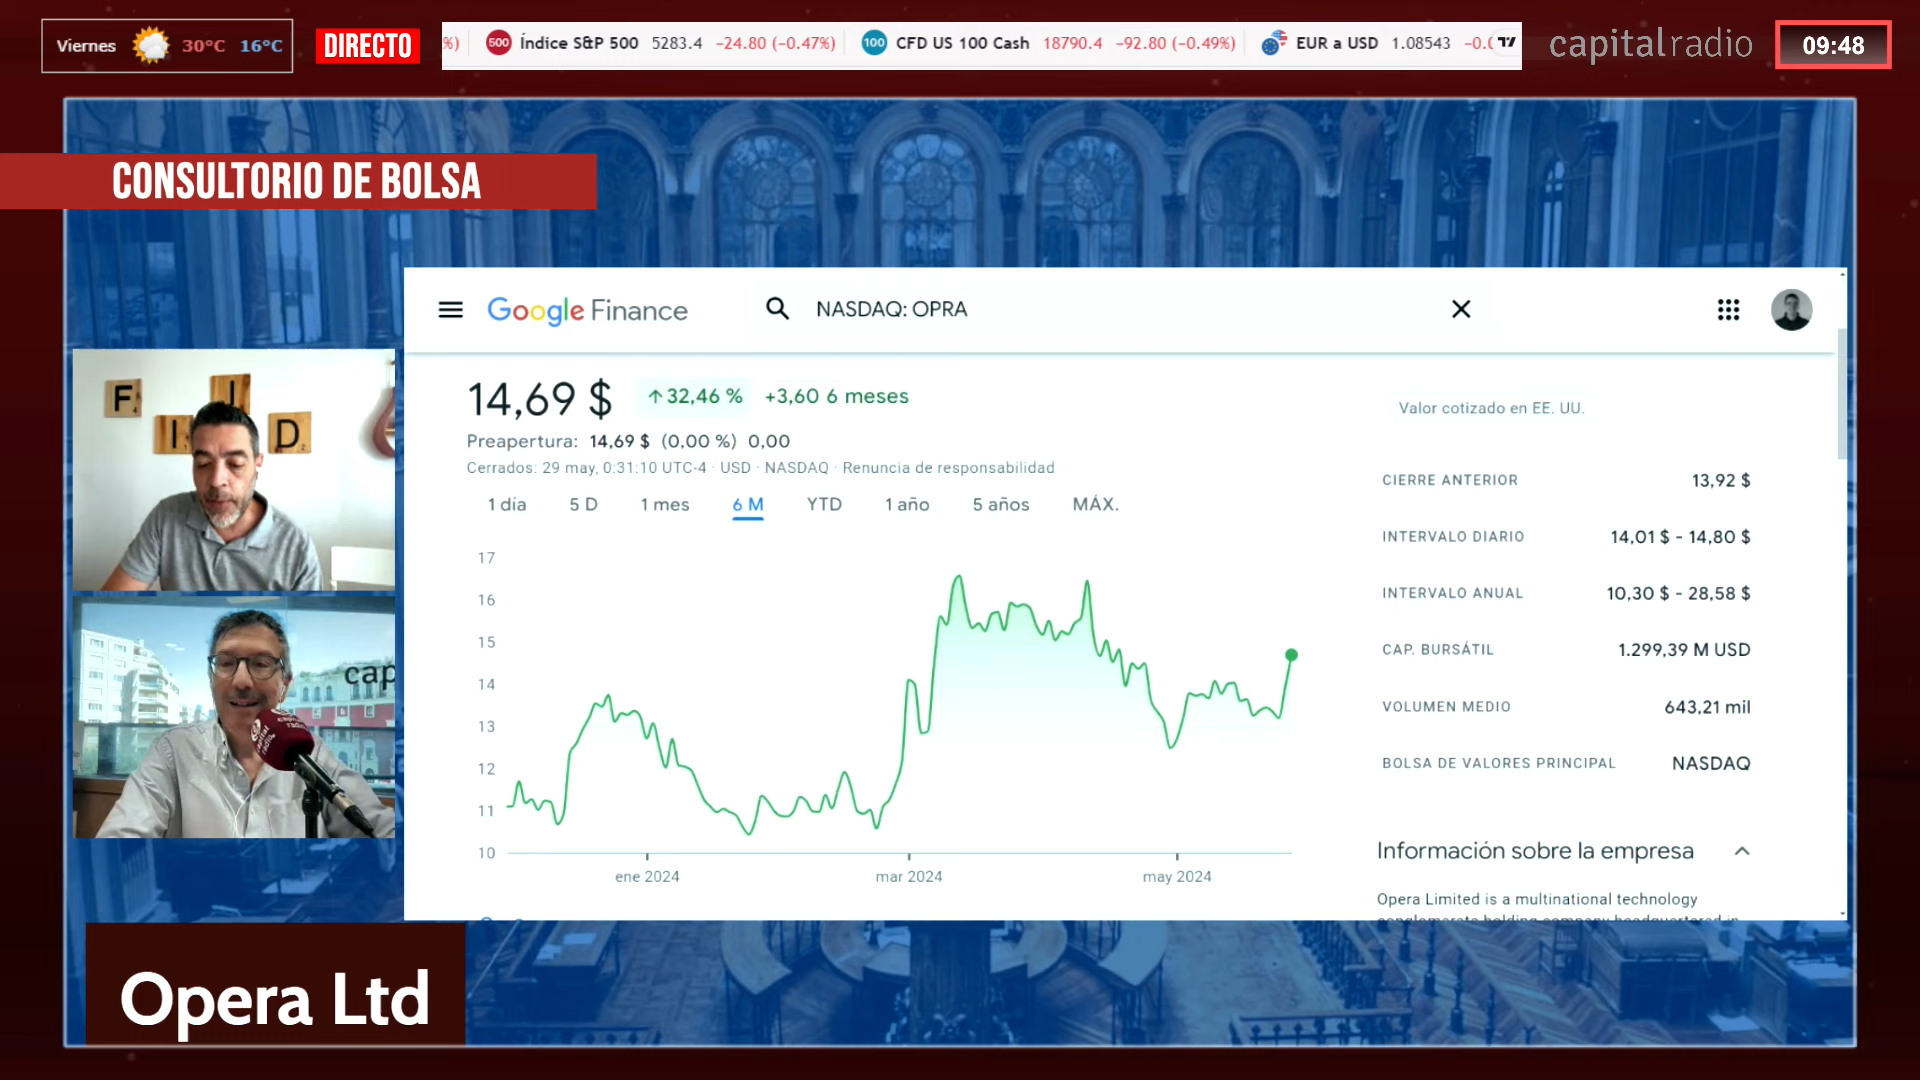 Viernes 30°C 16°C
DIRECTO
%) 500 Índice S&P 500 5283.4 −24.80 (−0.47%) 100 CFD US 100 Cash 18790.4 −92.80 (−0.49%) EUR a USD 1.08543
capitalradio
09:48
CONSULTORIO DE BOLSA
Google Finance
NASDAQ: OPRA
14,69 $ ↑32,46 % +3,60 6 meses
Preapertura: 14,69 $ (0,00 %) 0,00
Cerrados: 29 may, 0:31:10 UTC-4 · USD · NASDAQ · Renuncia de responsabilidad
1 día 5 D 1 mes 6 M YTD 1 año 5 años MÁX.
17
16
15
14
13
12
11
10
ene 2024 mar 2024 may 2024
Valor cotizado en EE. UU.
CIERRE ANTERIOR 13,92 $
INTERVALO DIARIO 14,01 $ - 14,80 $
INTERVALO ANUAL 10,30 $ - 28,58 $
CAP. BURSÁTIL 1.299,39 M USD
VOLUMEN MEDIO 643,21 mil
BOLSA DE VALORES PRINCIPAL NASDAQ
Información sobre la empresa
Opera Limited is a multinational technology
conglomerate holding company headquartered in
F I
I D
cap
capital
radio
Opera Ltd